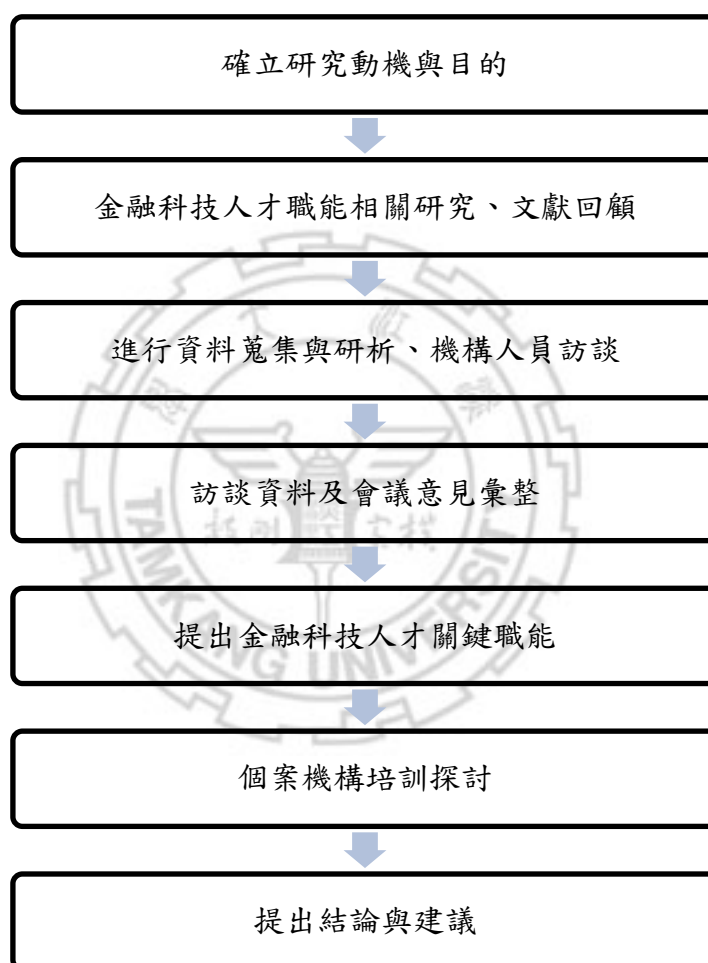 確立研究動機與目的
金融科技人才職能相關研究、文獻回顧
進行資料蒐集與研析、機構人員訪談
訪談資料及會議意見彙整
提出金融科技人才關鍵職能
個案機構培訓探討
提出結論與建議
TAMKANG UNIVERSITY